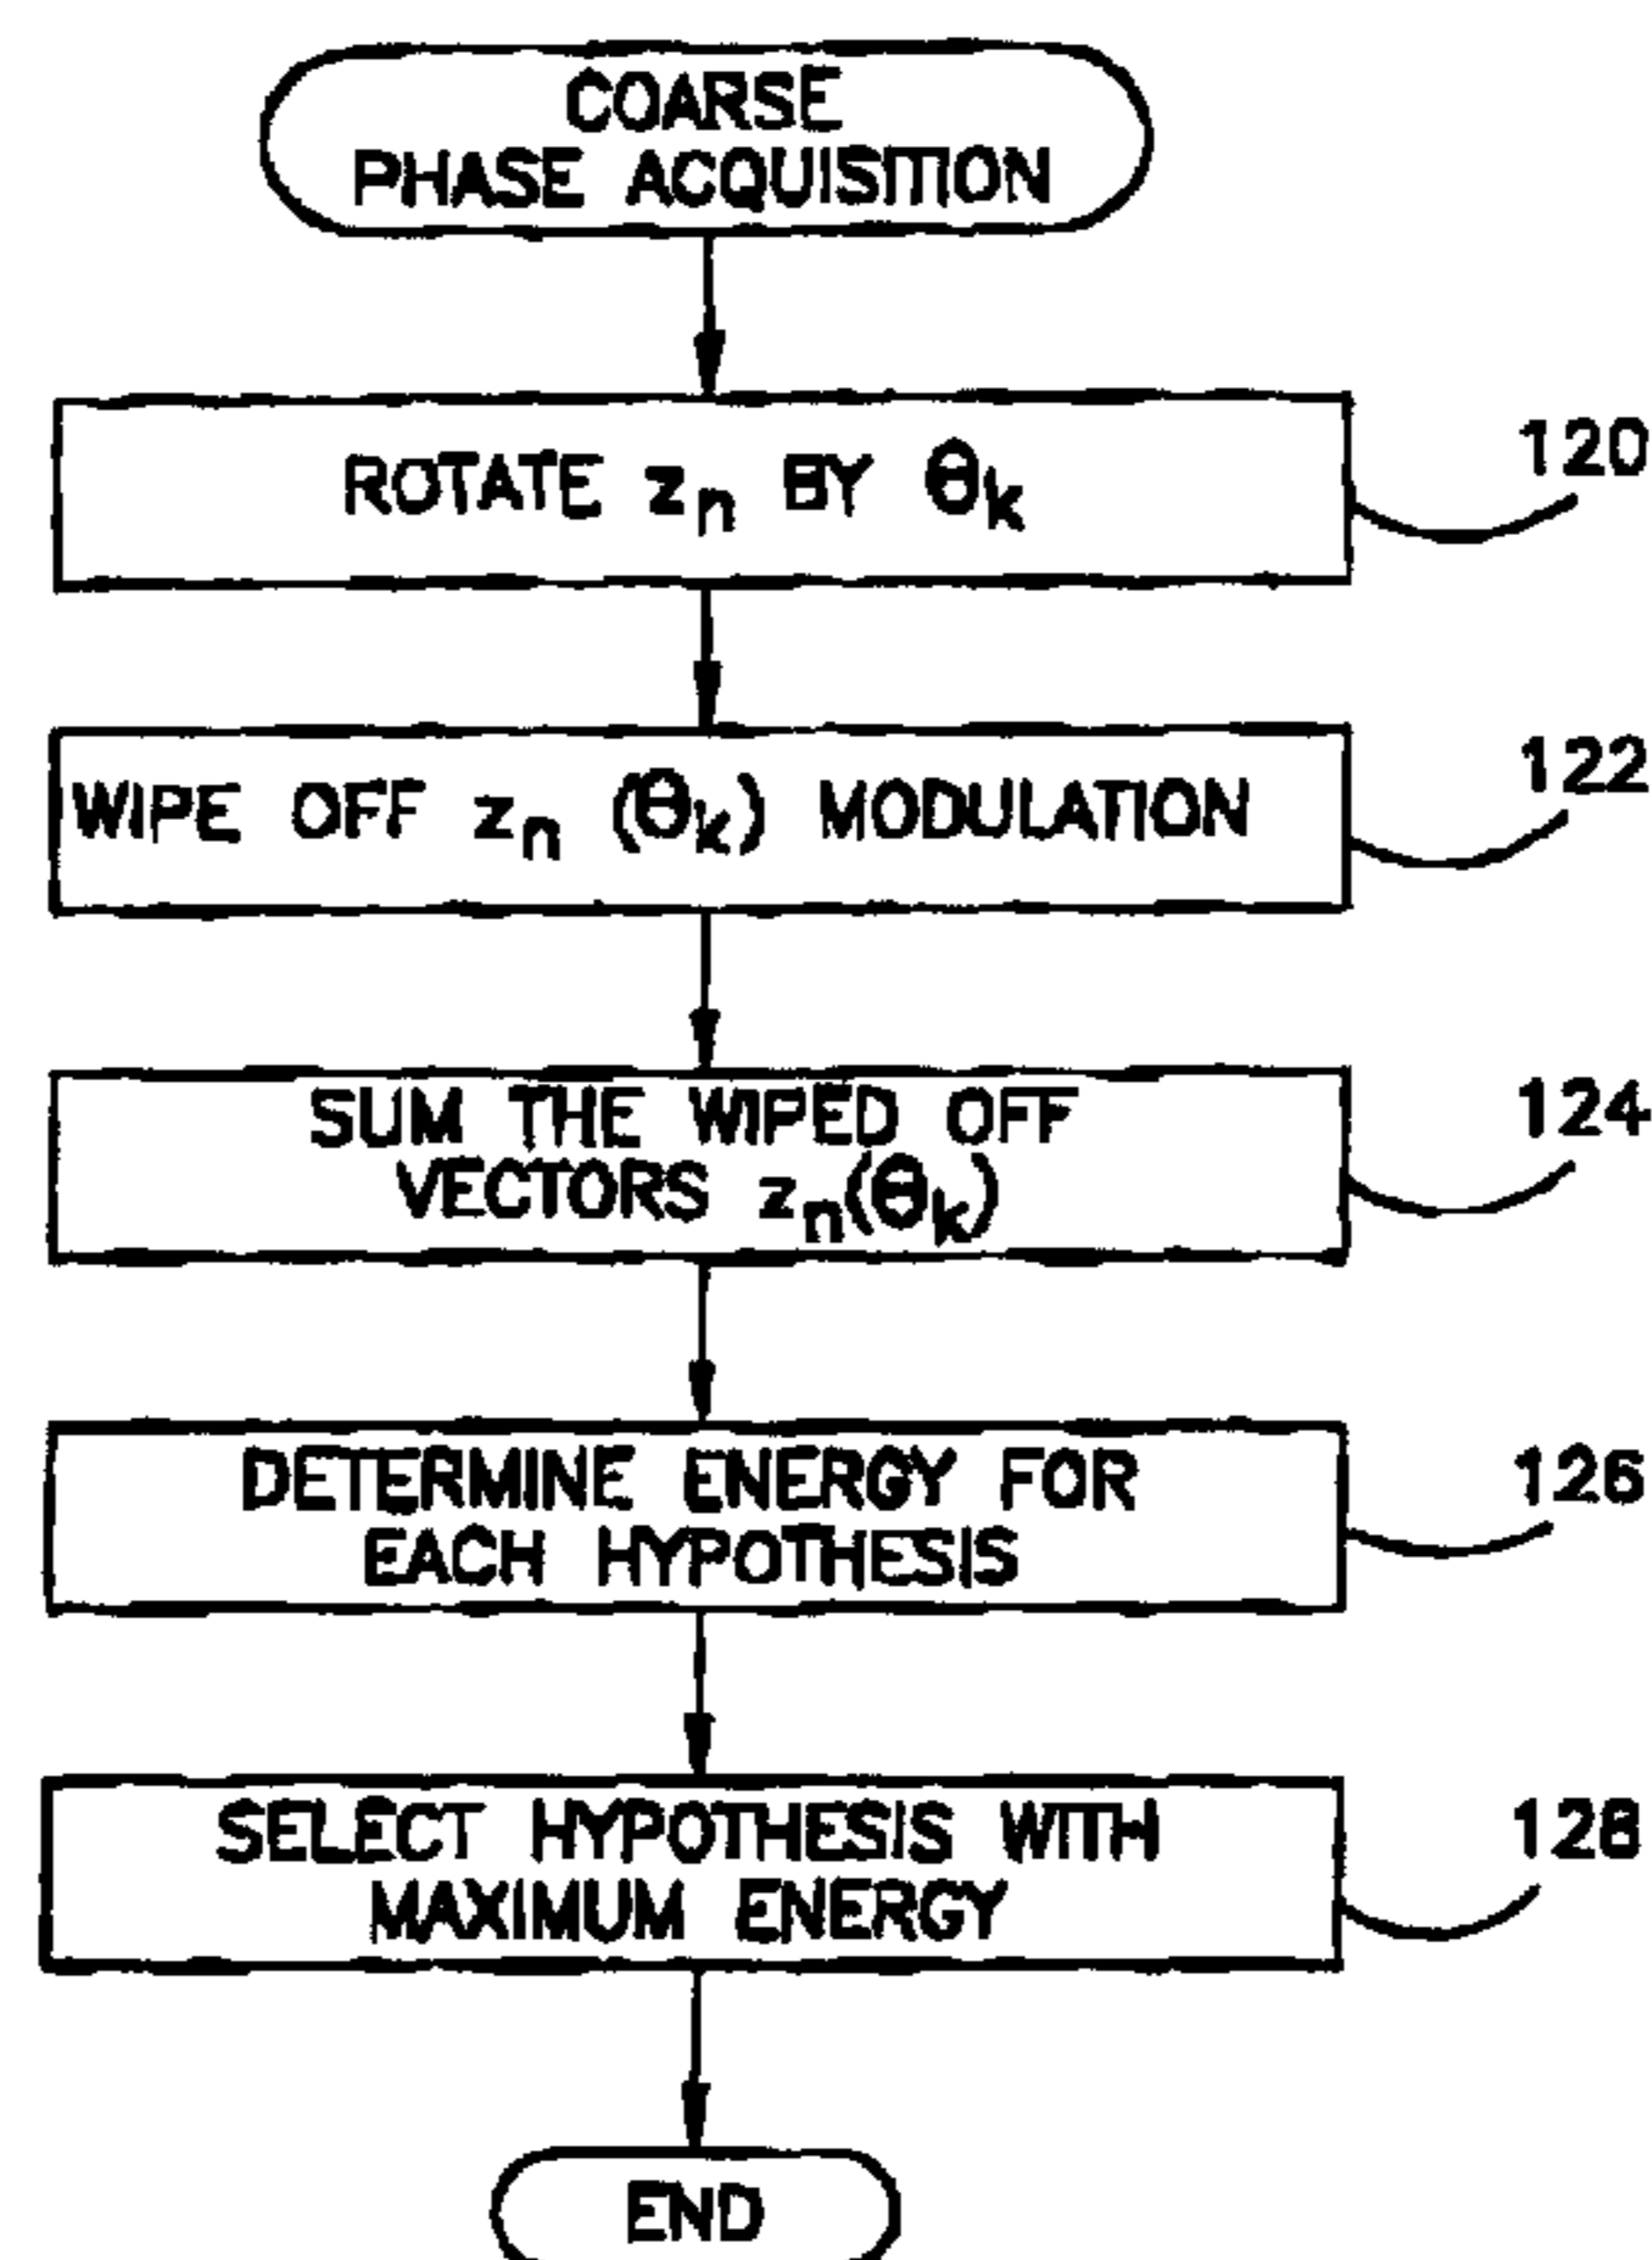 COARSE
PHASE ACQUISITION
ROTATE zn BY Θk
120
WIPE OFF zn (Θk) MODULATION
122
SUM THE WIPED OFF
VECTORS zn(Θk)
124
DETERMINE ENERGY FOR
EACH HYPOTHESIS
126
SELECT HYPOTHESIS WITH
MAXIMUM ENERGY
128
END